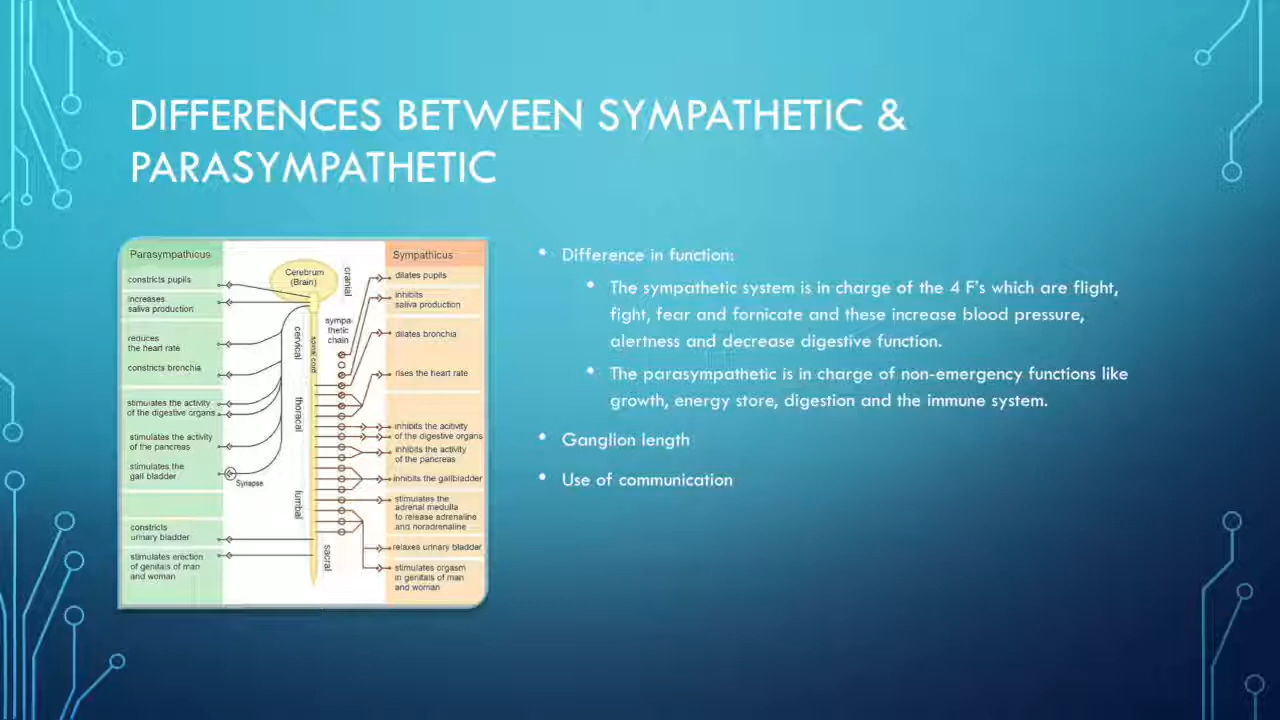 DIFFERENCES BETWEEN SYMPATHETIC &
PARASYMPATHETIC
Parasympathicus
constricts pupils
increases
saliva production
reduces
the heart rate
constricts bronchia
stimulates the activity
of the digestive organs
stimulates the activity
of the pancreas
stimulates the
gall bladder
constricts
urinary bladder
stimulates erection
of genitals of man
and woman
Cerebrum
(Brain)
cranial
sympa-
thetic
chain
cervical
spinal cord
thoracal
Synapse
lumbal
sacral
Sympathicus
dilates pupils
inhibits
saliva production
dilates bronchia
rises the heart rate
inhibits the acitivity
of the digestive organs
inhibits the activity
of the pancreas
inhibits the gallbladder
stimulates the
adrenal medulla
to release adrenaline
and noradrenaline
relaxes urinary bladder
stimulates orgasm
in genitals of man
and woman
• Difference in function:
• The sympathetic system is in charge of the 4 F's which are flight,
fight, fear and fornicate and these increase blood pressure,
alertness and decrease digestive function.
• The parasympathetic is in charge of non-emergency functions like
growth, energy store, digestion and the immune system.
• Ganglion length
• Use of communication